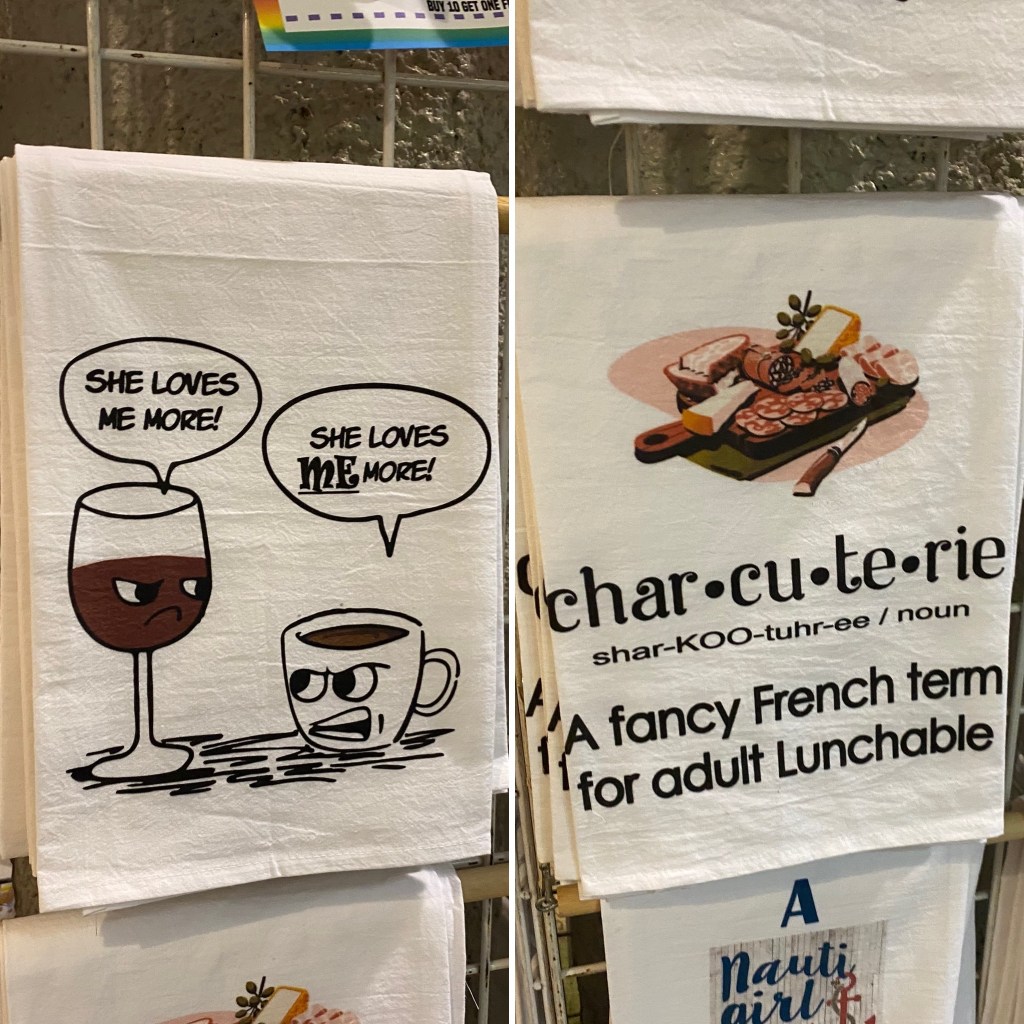 BUY 10 GET ONE
SHE LOVES
ME MORE!
SHE LOVES
ME MORE!
char•cu•te•rie
shar-KOO-tuhr-ee / noun
A fancy French term
for adult Lunchable
A
Nauti
girl